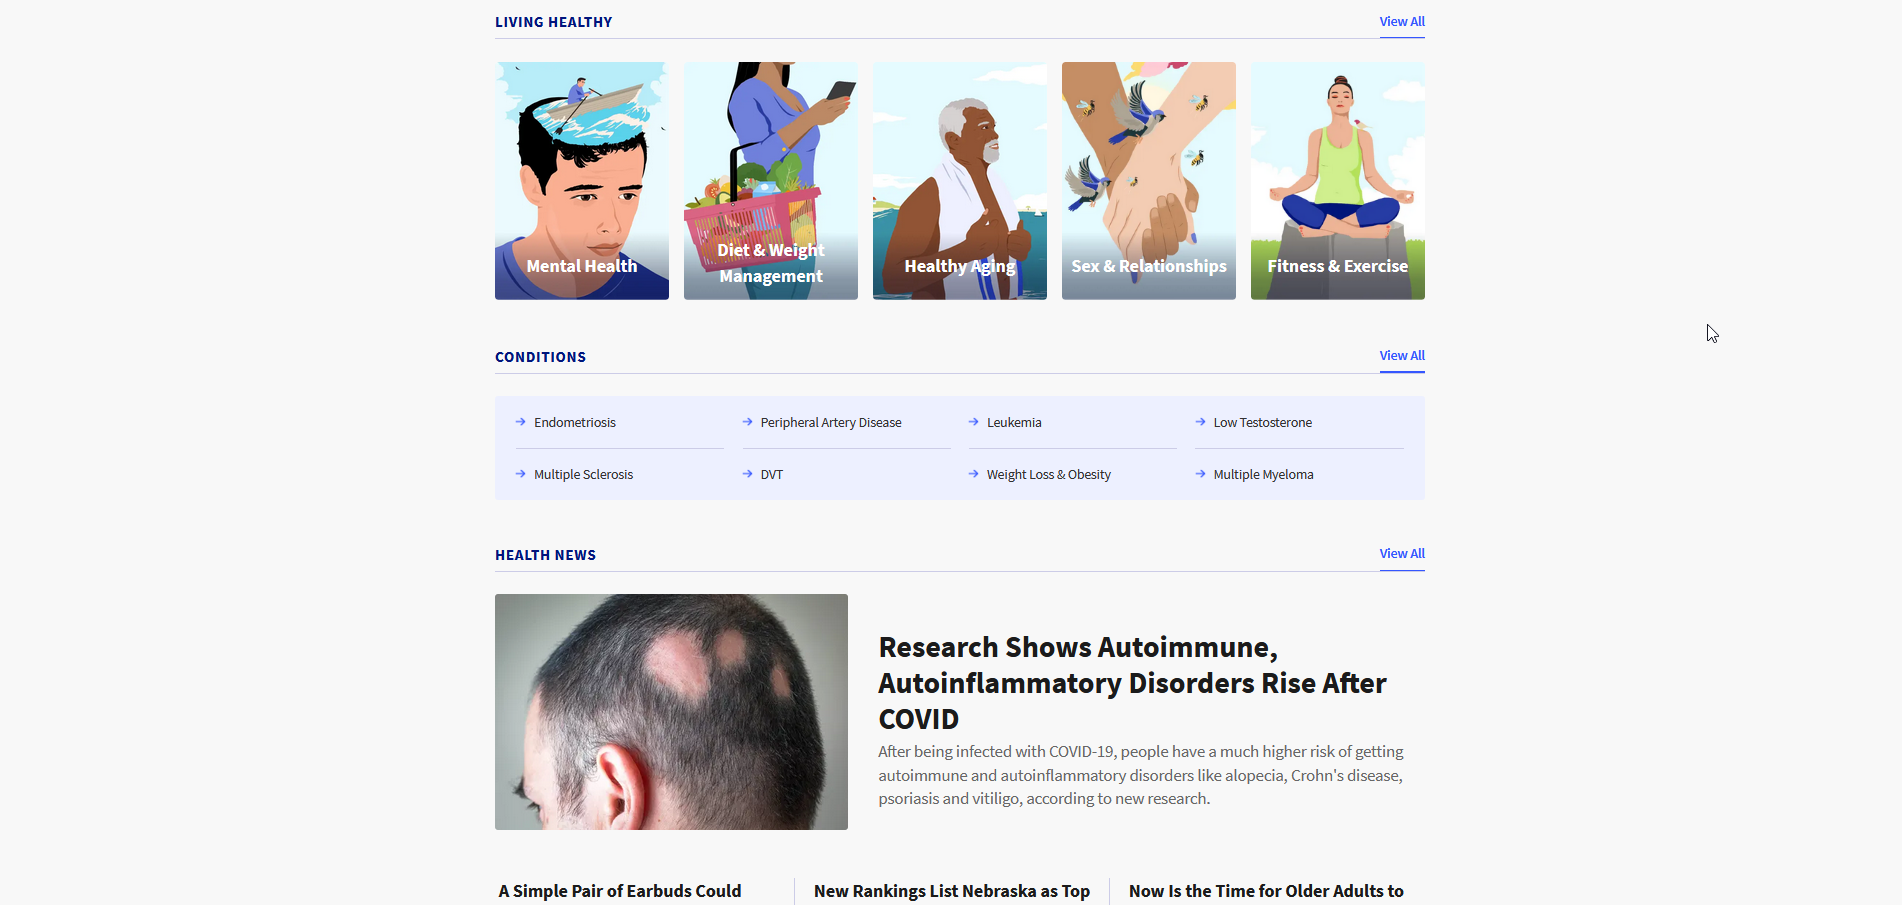 LIVING HEALTHY
View All
Mental Health
Diet & Weight
Management
Healthy Aging
Sex & Relationships
Fitness & Exercise
CONDITIONS
View All
Endometriosis
Peripheral Artery Disease
Leukemia
Low Testosterone
Multiple Sclerosis
DVT
Weight Loss & Obesity
Multiple Myeloma
HEALTH NEWS
View All
Research Shows Autoimmune,
Autoinflammatory Disorders Rise After
COVID
After being infected with COVID-19, people have a much higher risk of getting
autoimmune and autoinflammatory disorders like alopecia, Crohn's disease,
psoriasis and vitiligo, according to new research.
A Simple Pair of Earbuds Could
New Rankings List Nebraska as Top
Now Is the Time for Older Adults to